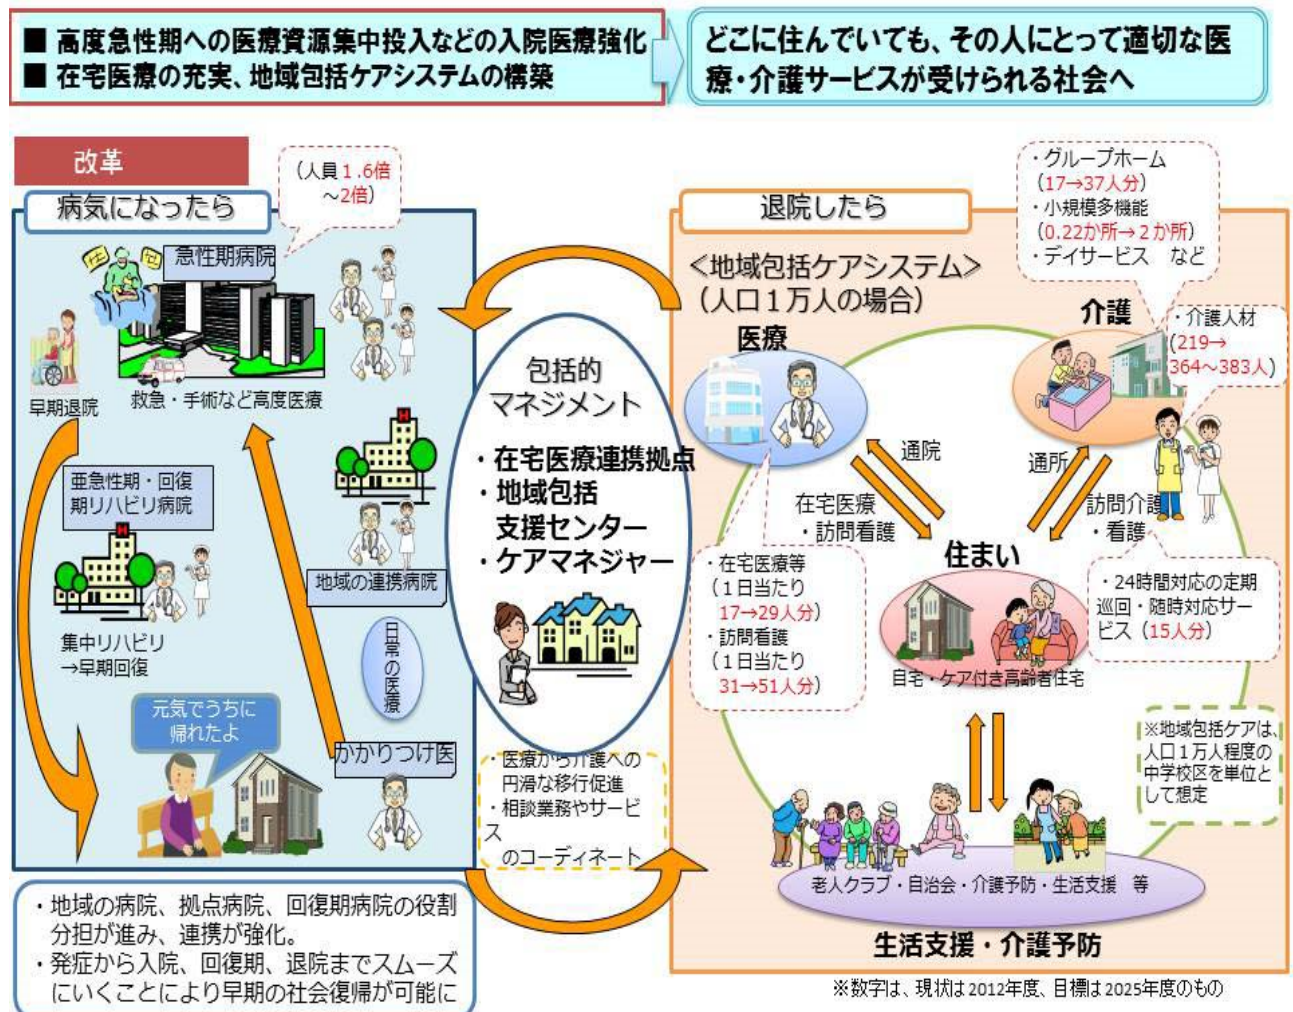 ■ 高度急性期への医療資源集中投入などの入院医療強化
■ 在宅医療の充実、地域包括ケアシステムの構築
どこに住んでいても、その人にとって適切な医
療・介護サービスが受けられる社会へ
改革
病気になったら
（人員１.6倍
～2倍）
急性期病院
早期退院
救急・手術など高度医療
亜急性期・回復
期リハビリ病院
地域の連携病院
集中リハビリ
→早期回復
日常の医療
元気でうちに
帰れたよ
かかりつけ医
・地域の病院、拠点病院、回復期病院の役割
分担が進み、連携が強化。
・発症から入院、回復期、退院までスムーズ
にいくことにより早期の社会復帰が可能に
包括的
マネジメント
・在宅医療連携拠点
・地域包括
支援センター
・ケアマネジャー
・医療から介護への
円滑な移行促進
・相談業務やサービ
ス
のコーディネート
退院したら
＜地域包括ケアシステム＞
（人口１万人の場合）
・グループホーム
（17→37人分）
・小規模多機能
（0.22か所→２か所）
・デイサービス　など
医療
介護
・介護人材
（219→
364～383人）
通院
在宅医療
・訪問看護
通所
訪問介護
・看護
・在宅医療等
（１日当たり
17→29人分）
・訪問看護
（１日当たり
31→51人分）
住まい
自宅・ケア付き高齢者住宅
・24時間対応の定期
巡回・随時対応サー
ビス（15人分）
※地域包括ケアは、
人口１万人程度の
中学校区を単位と
して想定
老人クラブ・自治会・介護予防・生活支援　等
生活支援・介護予防
※数字は、現状は2012年度、目標は2025年度のもの
H
H
H